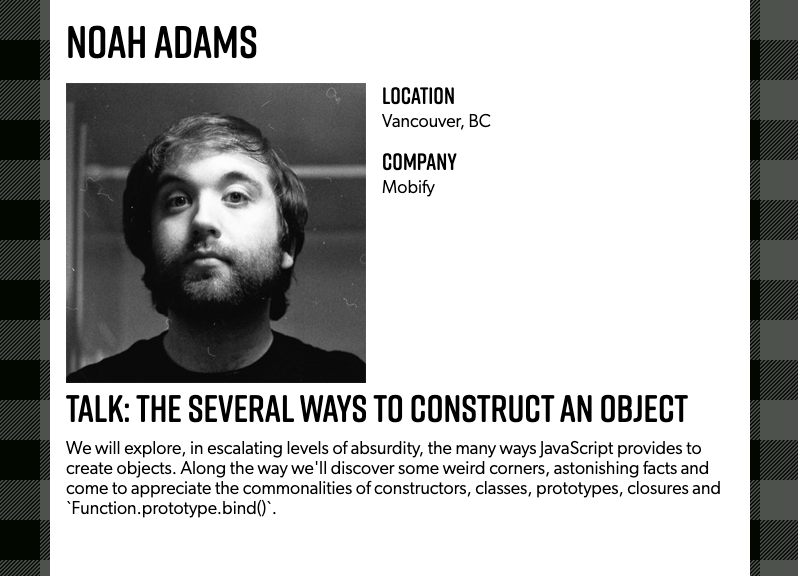 NOAH ADAMS
LOCATION
Vancouver, BC
COMPANY
Mobify
TALK: THE SEVERAL WAYS TO CONSTRUCT AN OBJECT
We will explore, in escalating levels of absurdity, the many ways JavaScript provides to
create objects. Along the way we'll discover some weird corners, astonishing facts and
come to appreciate the commonalities of constructors, classes, prototypes, closures and
`Function.prototype.bind()`.